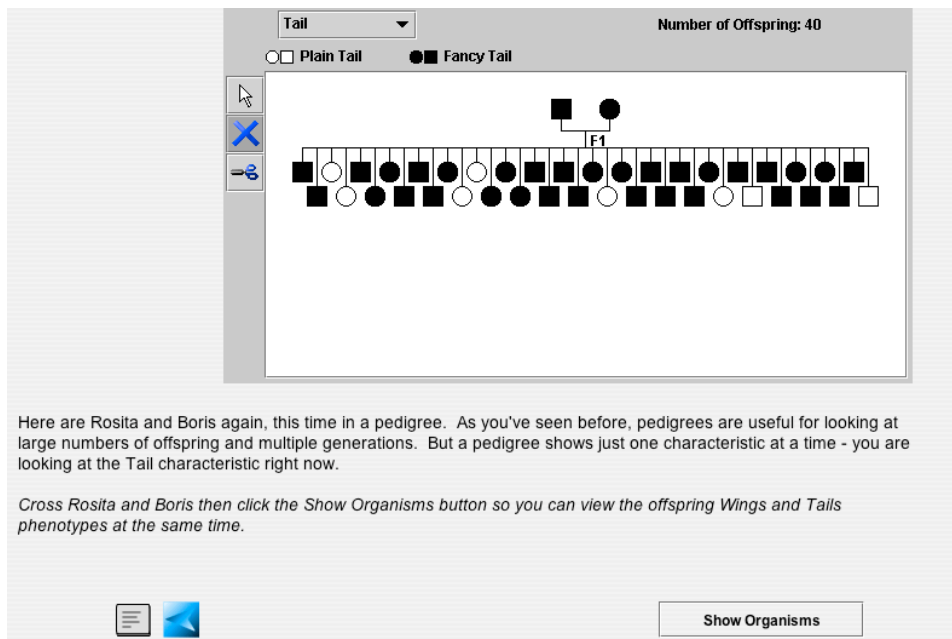 Tail
Number of Offspring: 40
Plain Tail
Fancy Tail
F1
Here are Rosita and Boris again, this time in a pedigree. As you've seen before, pedigrees are useful for looking at
large numbers of offspring and multiple generations. But a pedigree shows just one characteristic at a time - you are
looking at the Tail characteristic right now.
Cross Rosita and Boris then click the Show Organisms button so you can view the offspring Wings and Tails
phenotypes at the same time.
Show Organisms